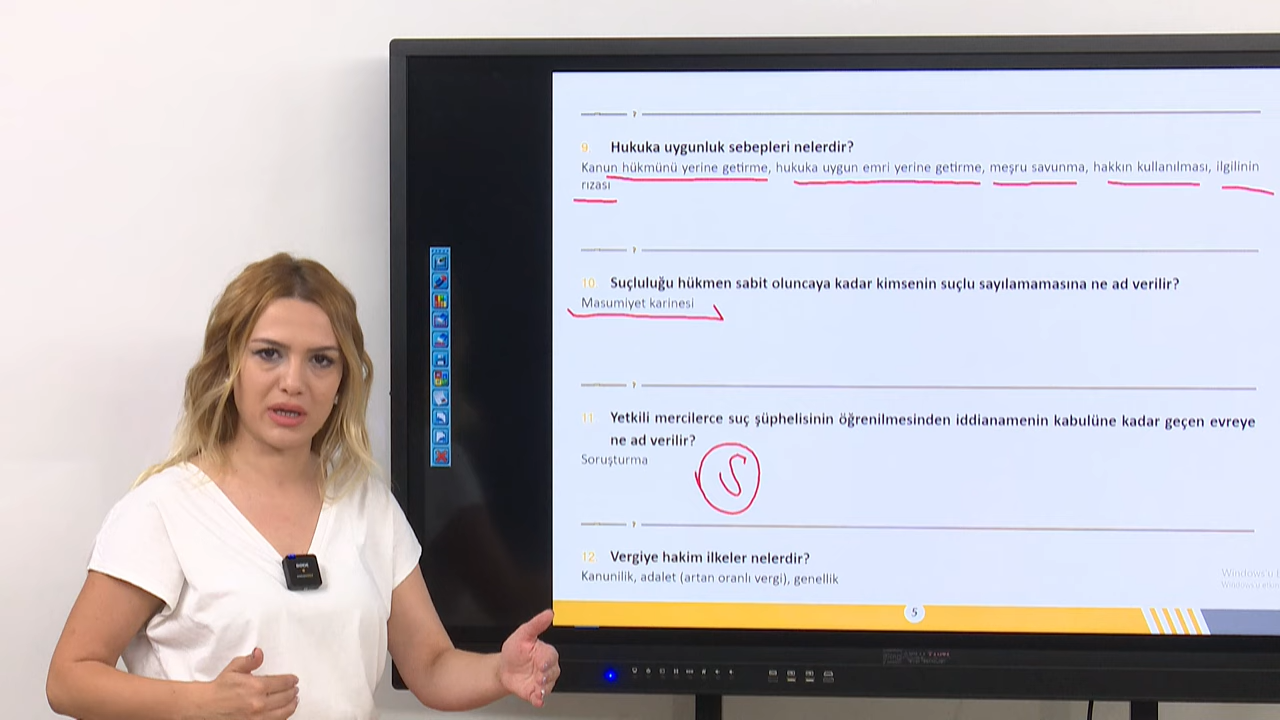 9. Hukuka uygunluk sebepleri nelerdir?
Kanun hükmünü yerine getirme, hukuka uygun emri yerine getirme, meşru savunma, hakkın kullanılması, ilgilinin
rızası
10. Suçluluğu hükmen sabit oluncaya kadar kimsenin suçlu sayılamamasına ne ad verilir?
Masumiyet karinesi
11. Yetkili mercilerce suç şüphelisinin öğrenilmesinden iddianamenin kabulüne kadar geçen evreye
ne ad verilir?
Soruşturma
S
12. Vergiye hakim ilkeler nelerdir?
Kanunilik, adalet (artan oranlı vergi), genellik
Windows'u
5